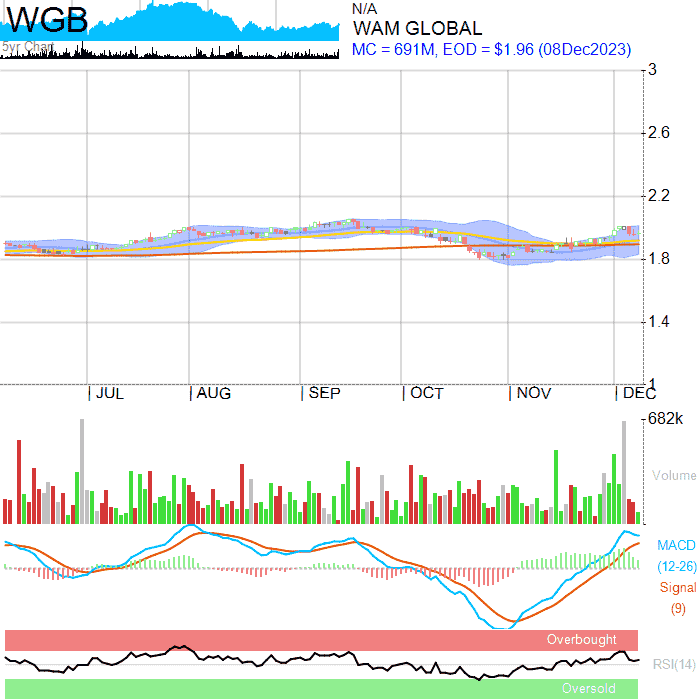 WGB
5yr Chart
N/A
WAM GLOBAL
MC = 691M, EOD = $1.96 (08Dec2023)
3
2.6
2.2
1.8
1.4
1
JUL AUG SEP OCT NOV DEC
682k
Volume
MACD
(12-26)
Signal
(9)
Overbought
RSI(14)
Oversold